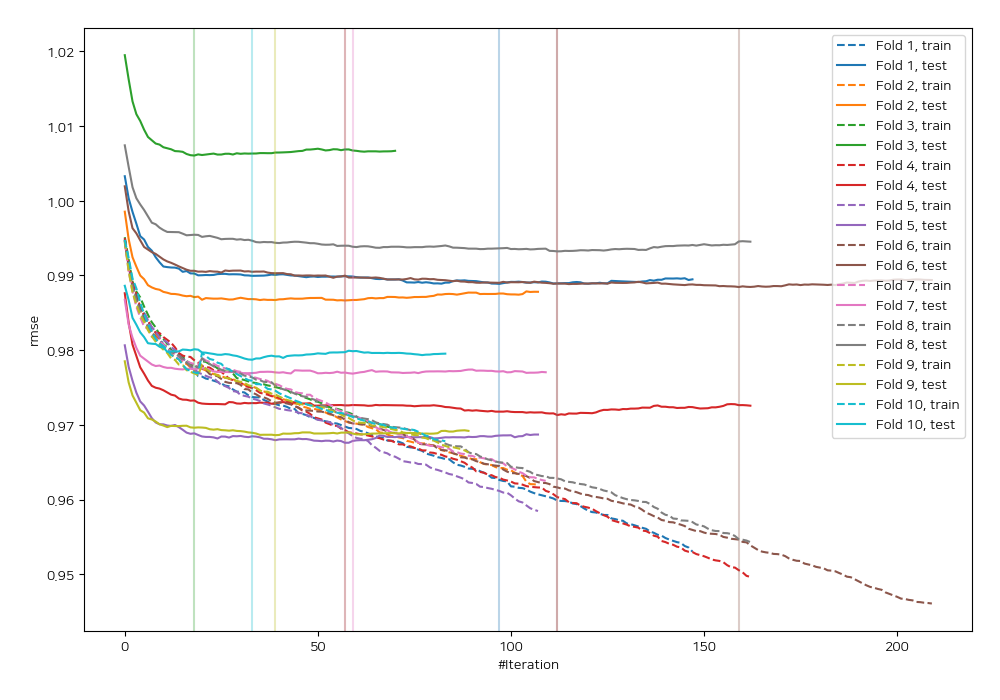 1.02
1.01
1.00
0.99
0.98
0.97
0.96
0.95
rmse
0
50
100
150
200
#Iteration
Fold 1, train
Fold 1, test
Fold 2, train
Fold 2, test
Fold 3, train
Fold 3, test
Fold 4, train
Fold 4, test
Fold 5, train
Fold 5, test
Fold 6, train
Fold 6, test
Fold 7, train
Fold 7, test
Fold 8, train
Fold 8, test
Fold 9, train
Fold 9, test
Fold 10, train
Fold 10, test